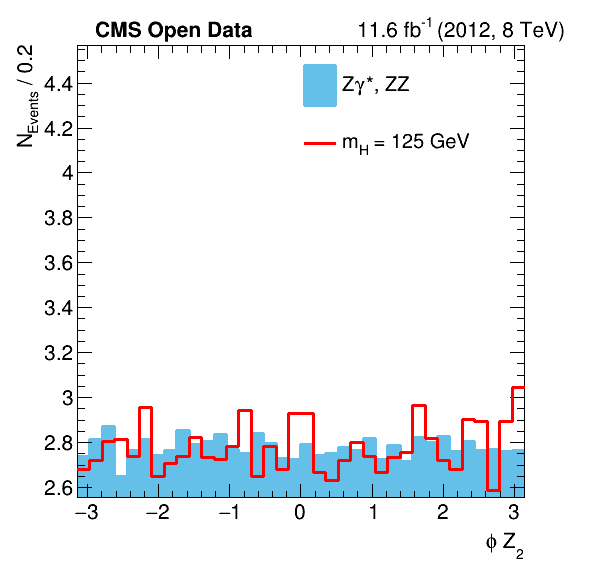 CMS Open Data
11.6 fb⁻¹ (2012, 8 TeV)
N_Events / 0.2
Zγ*, ZZ
m_H = 125 GeV
4.4
4.2
4
3.8
3.6
3.4
3.2
3
2.8
2.6
−3 −2 −1 0 1 2 3
ϕ Z₂